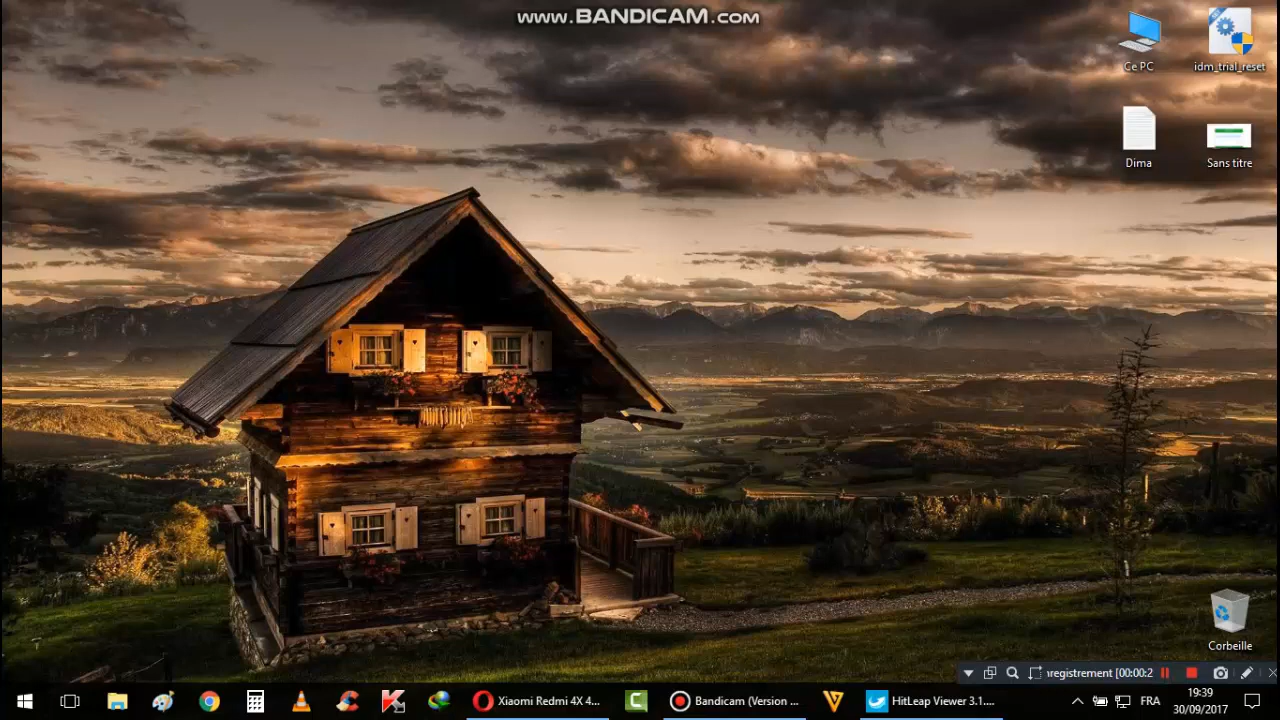 www.BANDICAM.com
Ce PC
idm_trial_reset
Dima
Sans titre
Corbeille
registrement [00:00:2
Xiaomi Redmi 4X 4...
Bandicam (Version ...
HitLeap Viewer 3.1....
FRA
19:39
30/09/2017